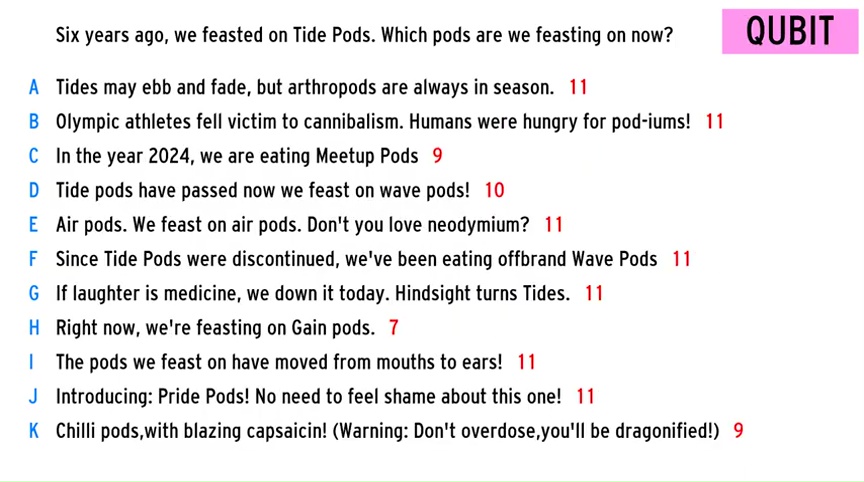 Six years ago, we feasted on Tide Pods. Which pods are we feasting on now?
QUBIT
A Tides may ebb and fade, but arthropods are always in season. 11
B Olympic athletes fell victim to cannibalism. Humans were hungry for pod-iums! 11
C In the year 2024, we are eating Meetup Pods 9
D Tide pods have passed now we feast on wave pods! 10
E Air pods. We feast on air pods. Don't you love neodymium? 11
F Since Tide Pods were discontinued, we've been eating offbrand Wave Pods 11
G If laughter is medicine, we down it today. Hindsight turns Tides. 11
H Right now, we're feasting on Gain pods. 7
I The pods we feast on have moved from mouths to ears! 11
J Introducing: Pride Pods! No need to feel shame about this one! 11
K Chilli pods,with blazing capsaicin! (Warning: Don't overdose,you'll be dragonified!) 9